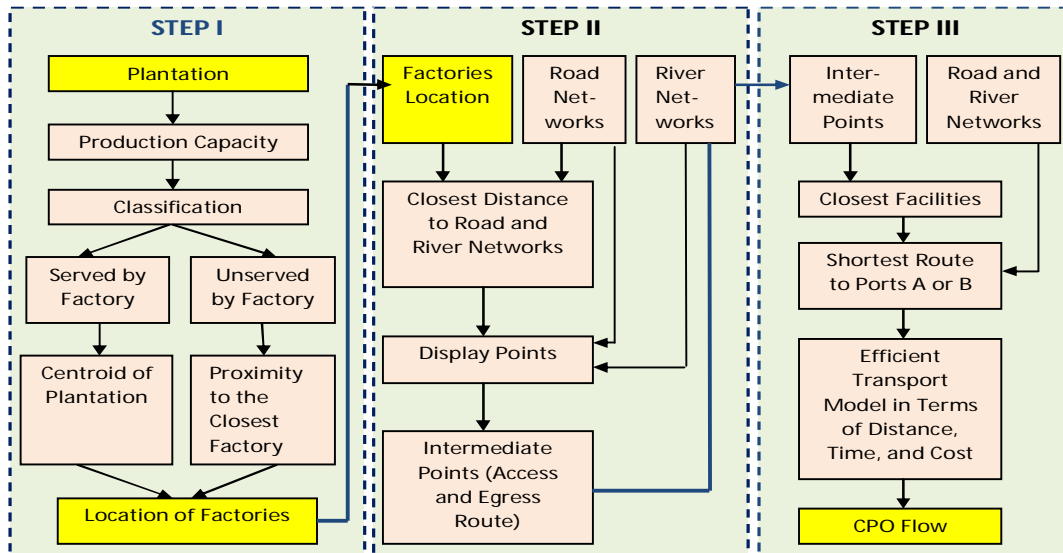 STEP I
Plantation
Production Capacity
Classification
Served by
Factory
Unserved
by Factory
Centroid of
Plantation
Proximity
to the
Closest
Factory
Location of Factories
STEP II
Factories
Location
Road
Net-
works
River
Net-
works
Closest Distance
to Road and
River Networks
Display Points
Intermediate
Points (Access
and Egress
Route)
STEP III
Inter-
mediate
Points
Road and
River
Networks
Closest Facilities
Shortest Route
to Ports A or B
Efficient
Transport
Model in Terms
of Distance,
Time, and Cost
CPO Flow